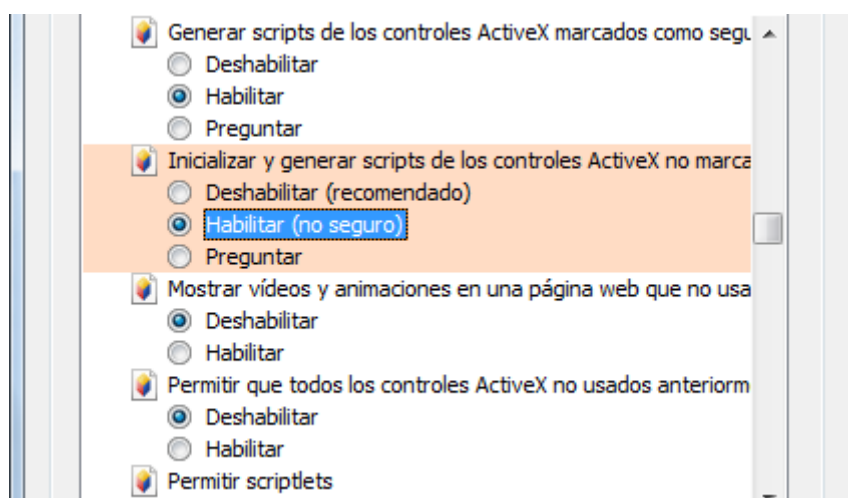 Generar scripts de los controles ActiveX marcados como segu
Deshabilitar
Habilitar
Preguntar
Inicializar y generar scripts de los controles ActiveX no marca
Deshabilitar (recomendado)
Habilitar (no seguro)
Preguntar
Mostrar vídeos y animaciones en una página web que no usa
Deshabilitar
Habilitar
Permitir que todos los controles ActiveX no usados anteriorm
Deshabilitar
Habilitar
Permitir scriptlets